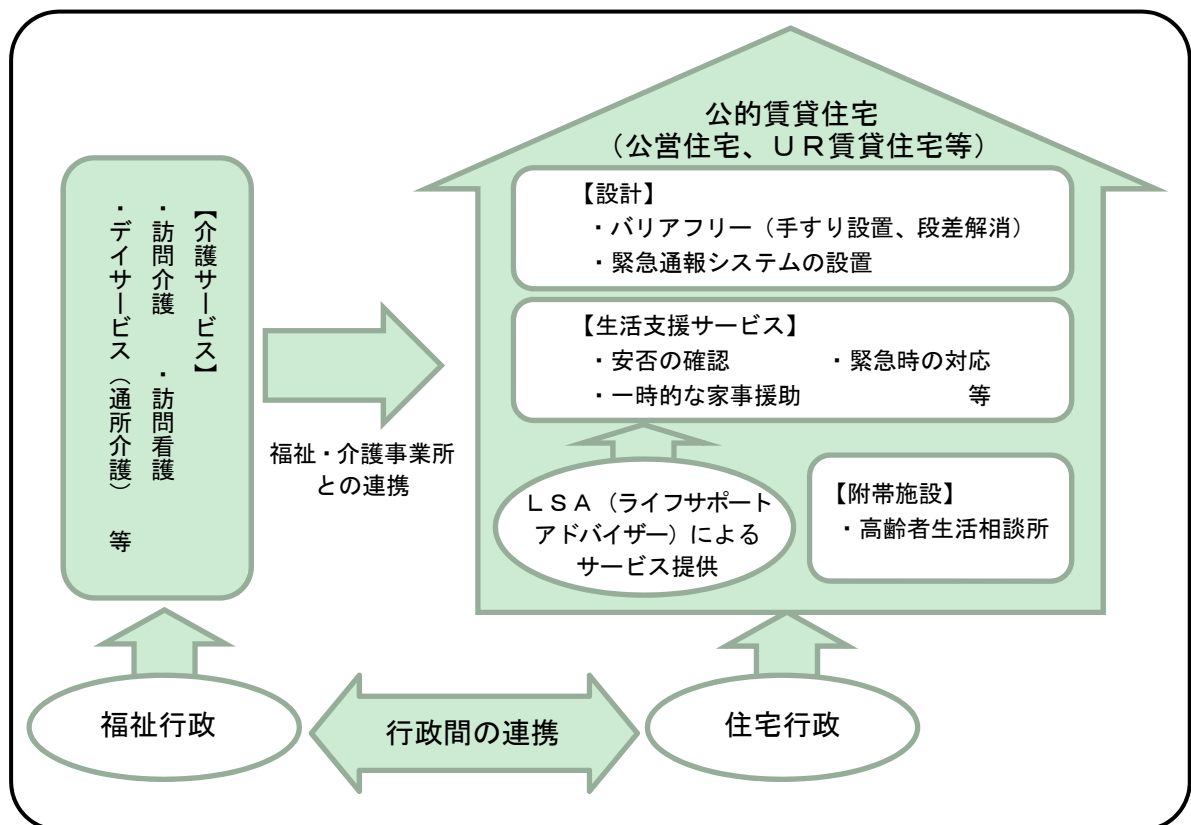 公的賃貸住宅
（公営住宅、ＵＲ賃貸住宅等）
【設計】
・バリアフリー（手すり設置、段差解消）
・緊急通報システムの設置
【生活支援サービス】
・安否の確認　　　・緊急時の対応
・一時的な家事援助　　　　　等
ＬＳＡ（ライフサポート
アドバイザー）による
サービス提供
【附帯施設】
・高齢者生活相談所
【介護サービス】
・訪問介護　　・訪問看護
・デイサービス（通所介護）　等
福祉・介護事業所
との連携
福祉行政
行政間の連携
住宅行政